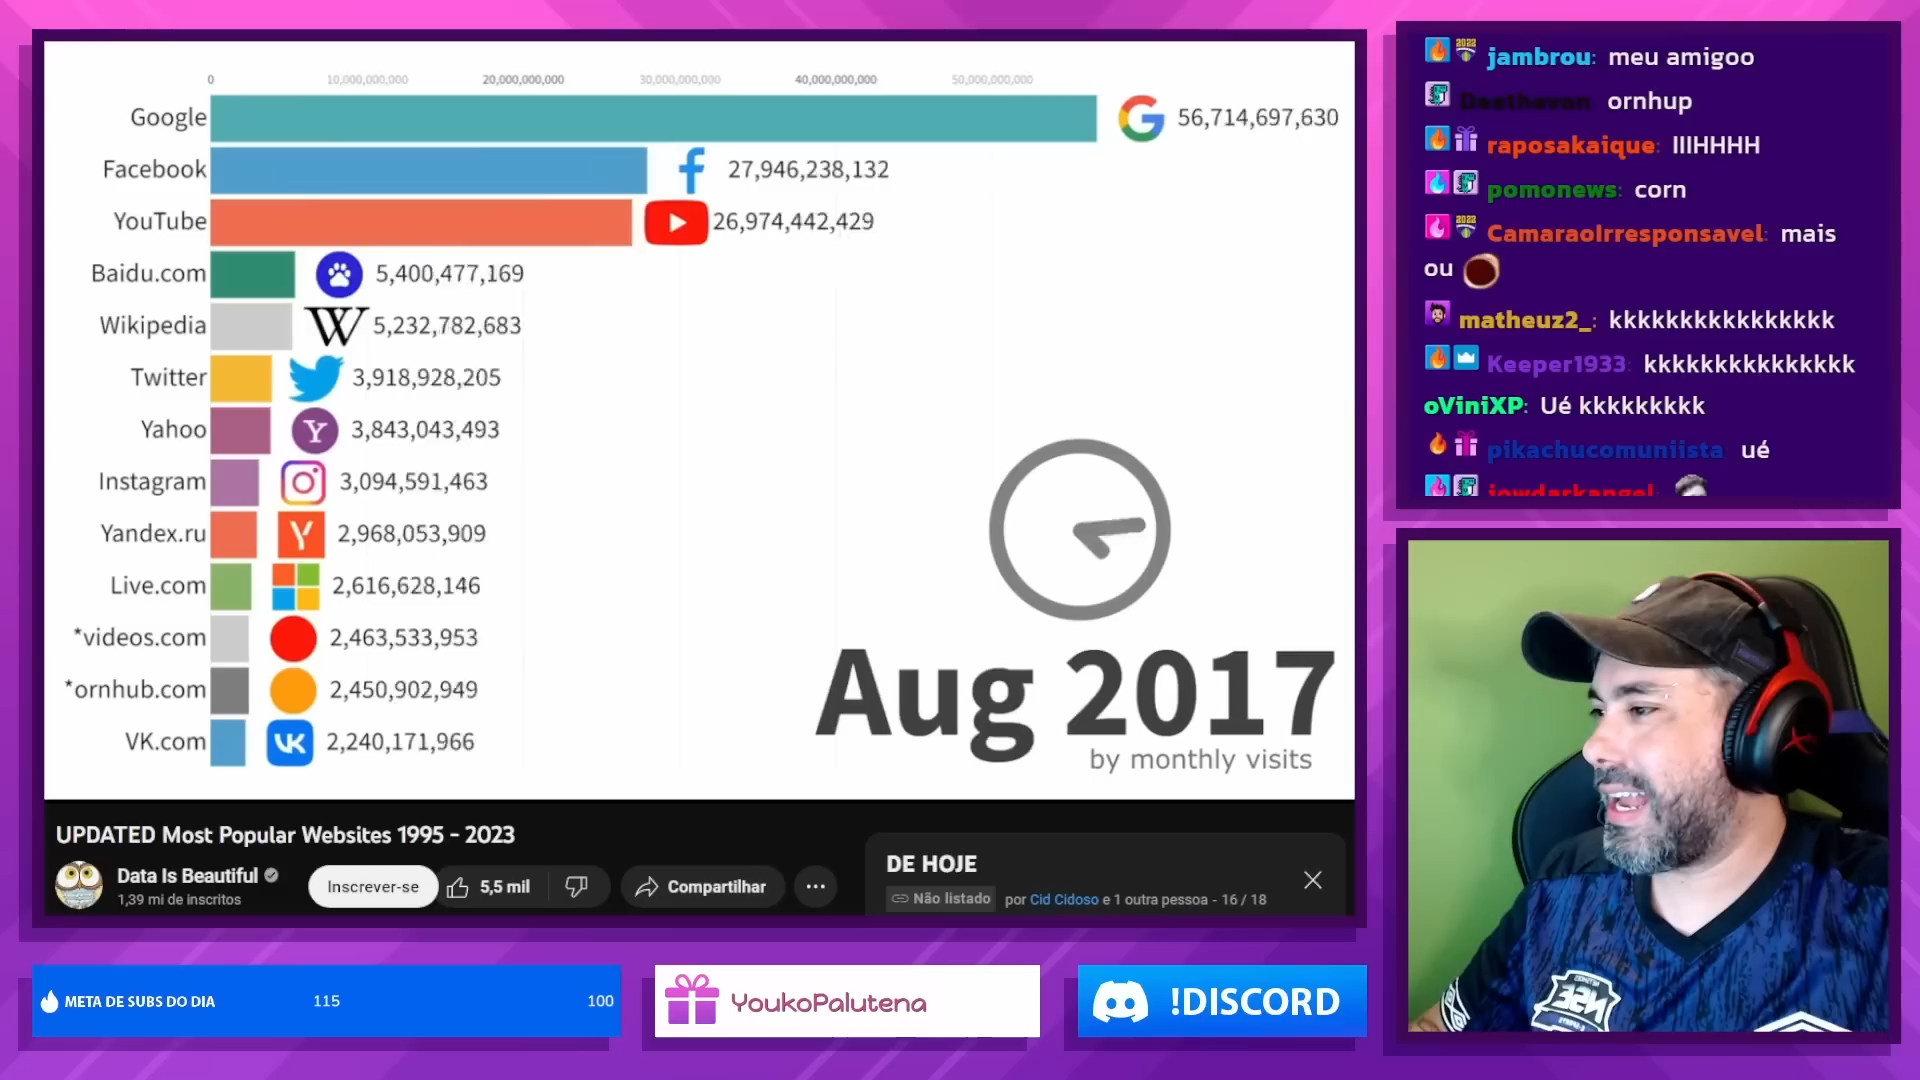 0 10,000,000,000 20,000,000,000 30,000,000,000 40,000,000,000 50,000,000,000
Google 56,714,697,630
Facebook 27,946,238,132
YouTube 26,974,442,429
Baidu.com 5,400,477,169
Wikipedia W 5,232,782,683
Twitter 3,918,928,205
Yahoo Y 3,843,043,493
Instagram 3,094,591,463
Yandex.ru Y 2,968,053,909
Live.com 2,616,628,146
*videos.com 2,463,533,953
*ornhub.com 2,450,902,949
VK.com VK 2,240,171,966
Aug 2017
by monthly visits
UPDATED Most Popular Websites 1995 - 2023
Data Is Beautiful
1,39 mi de inscritos
Inscrever-se
5,5 mil
Compartilhar
DE HOJE
Não listado por Cid Cidoso e 1 outra pessoa - 16 / 18
META DE SUBS DO DIA 115 100
YoukoPalutena
!DISCORD
jambrou: meu amigoo
ornhup
raposakaique: IIIHHHH
pomonews: corn
CamaraoIrresponsavel: mais
ou
matheuz2_: kkkkkkkkkkkkkkkk
Keeper1933: kkkkkkkkkkkkkkk
oViniXP: Ué kkkkkkkkk
pikachucomuniista ué
jowdarkangel
NSE